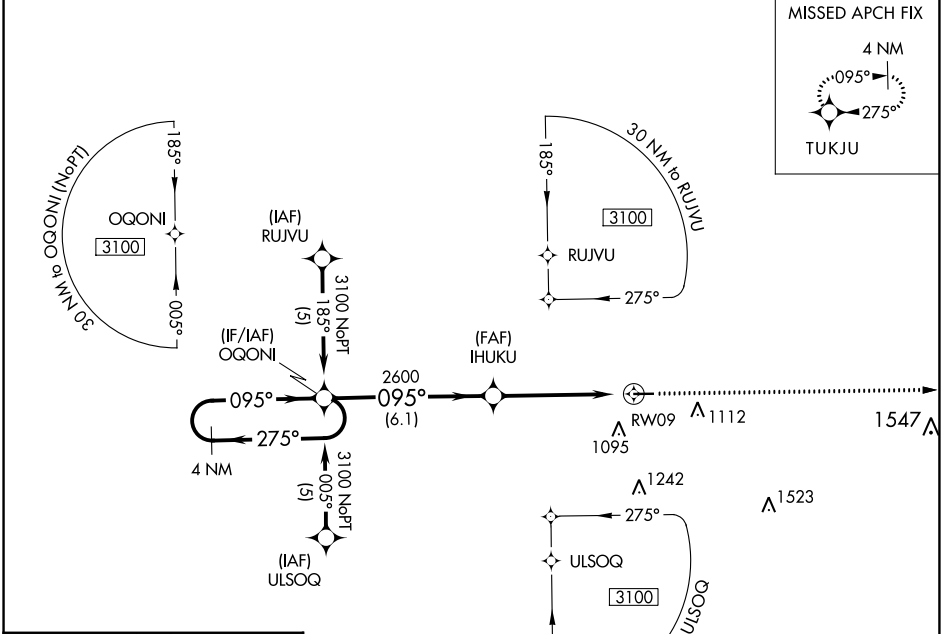 MISSED APCH FIX
4 NM
095°
275°
TUKJU
30 NM to OQONI (NoPT)
185°
OQONI
3100
005°
30 NM to RUJVU
185°
3100
RUJVU
275°
(IAF)
RUJVU
3100 NoPT
185°
(5)
(IF/IAF)
OQONI
(FAF)
IHUKU
2600
095°
(6.1)
095°
275°
4 NM
RW09
1112
1095
1547
1242
1523
3100 NoPT
005°
(5)
(IAF)
ULSOQ
275°
ULSOQ
3100
ULSOQ